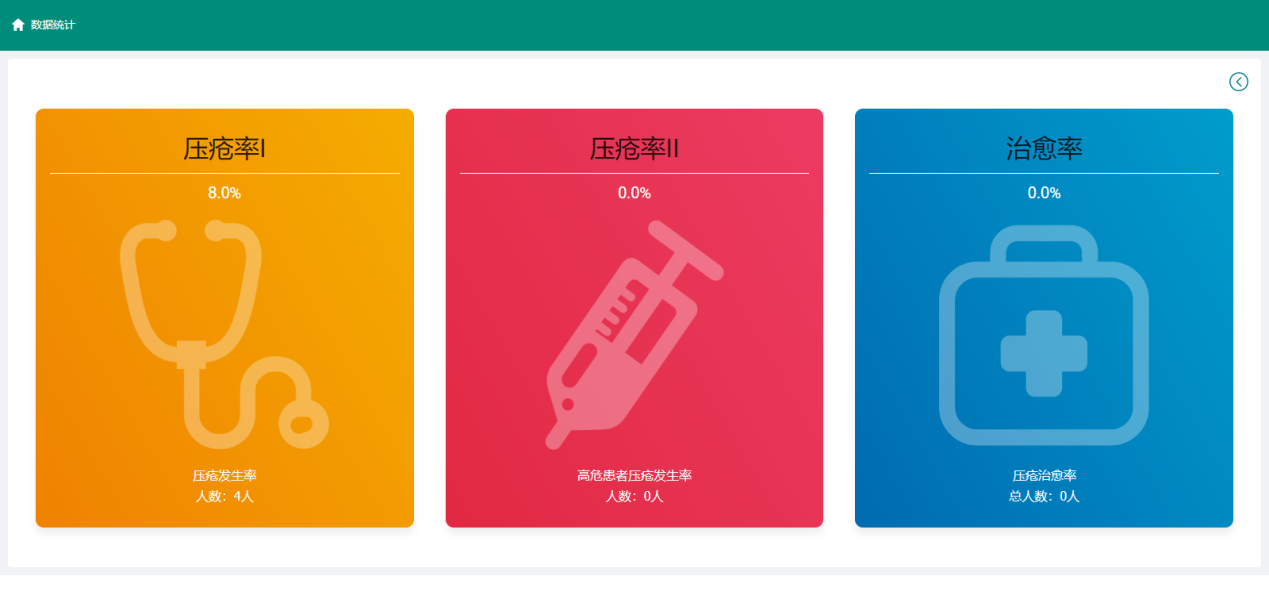 数据统计
压疮率I
8.0%
压疮发生率
人数：4人
压疮率II
0.0%
高危患者压疮发生率
人数：0人
治愈率
0.0%
压疮治愈率
总人数：0人